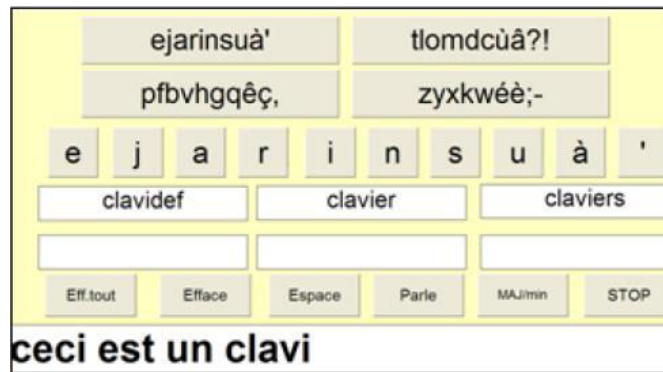 ejarinsuà' tlomdcùâ?!
pfbvhgqêç, zyxkwéè;-
e j a r i n s u à '
clavidef clavier claviers
Eff.tout Efface Espace Parle MAJ/min STOP
ceci est un clavi